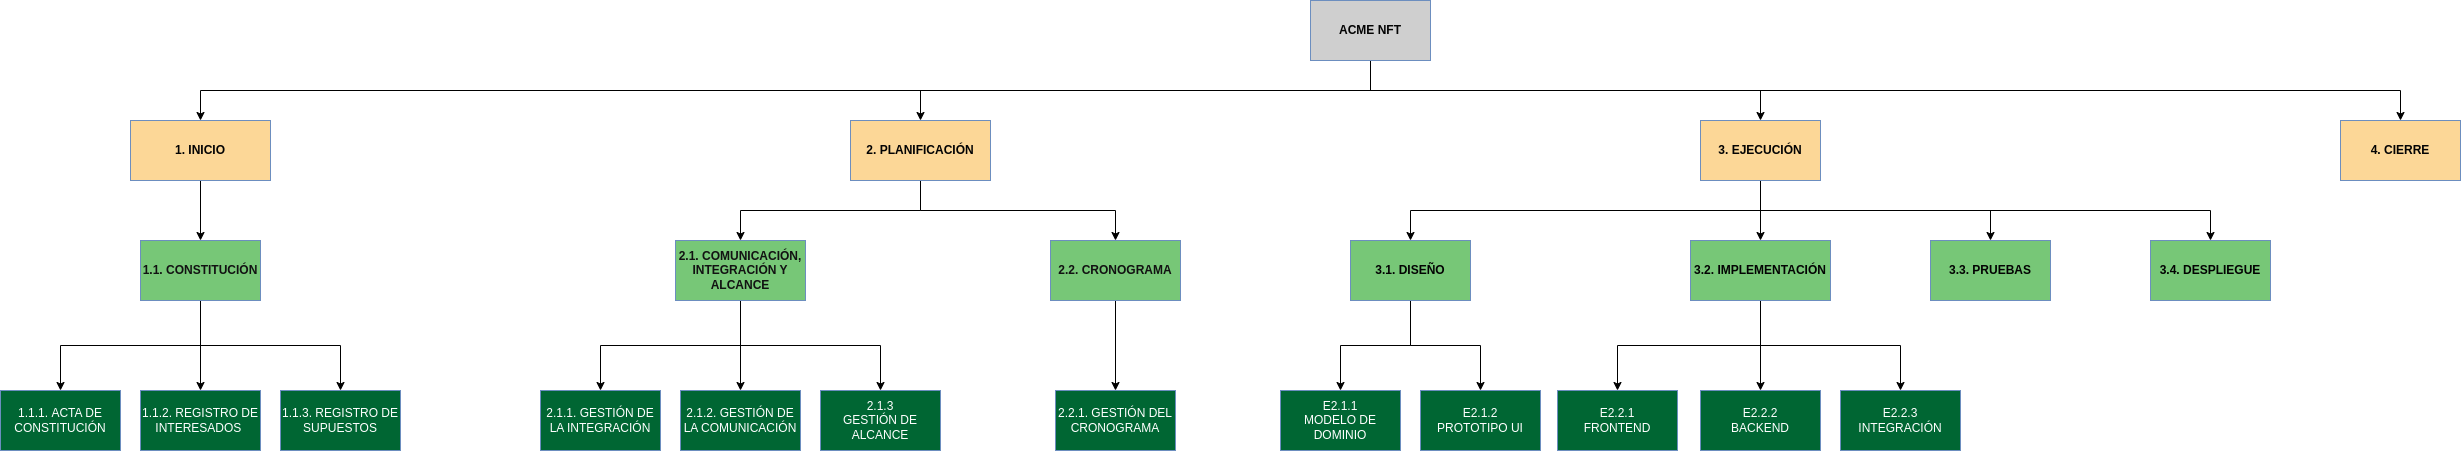 ACME NFT
1. INICIO
2. PLANIFICACIÓN
3. EJECUCIÓN
4. CIERRE
1.1. CONSTITUCIÓN
2.1. COMUNICACIÓN,
INTEGRACIÓN Y
ALCANCE
2.2. CRONOGRAMA
3.1. DISEÑO
3.2. IMPLEMENTACIÓN
3.3. PRUEBAS
3.4. DESPLIEGUE
1.1.1. ACTA DE
CONSTITUCIÓN
1.1.2. REGISTRO DE
INTERESADOS
1.1.3. REGISTRO DE
SUPUESTOS
2.1.1. GESTIÓN DE
LA INTEGRACIÓN
2.1.2. GESTIÓN DE
LA COMUNICACIÓN
2.1.3
GESTIÓN DE
ALCANCE
2.2.1. GESTIÓN DEL
CRONOGRAMA
E2.1.1
MODELO DE
DOMINIO
E2.1.2
PROTOTIPO UI
E2.2.1
FRONTEND
E2.2.2
BACKEND
E2.2.3
INTEGRACIÓN